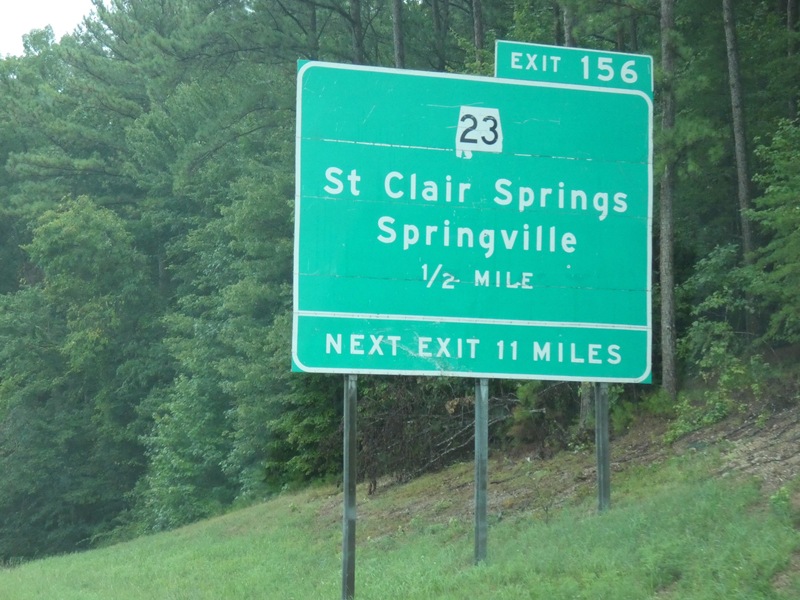 EXIT 156
23
St Clair Springs
Springville
1/2 MILE
NEXT EXIT 11 MILES